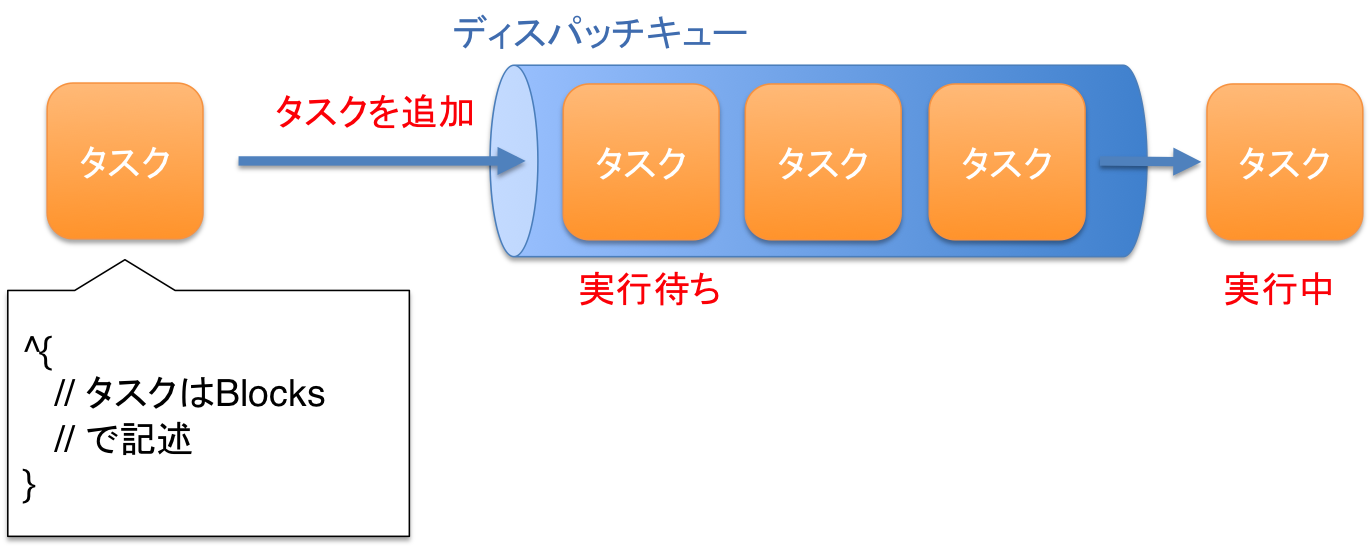 ディスパッチキュー
タスク
タスクを追加
タスク
タスク
タスク
タスク
実行待ち
実行中
^{
// タスクはBlocks
// で記述
}